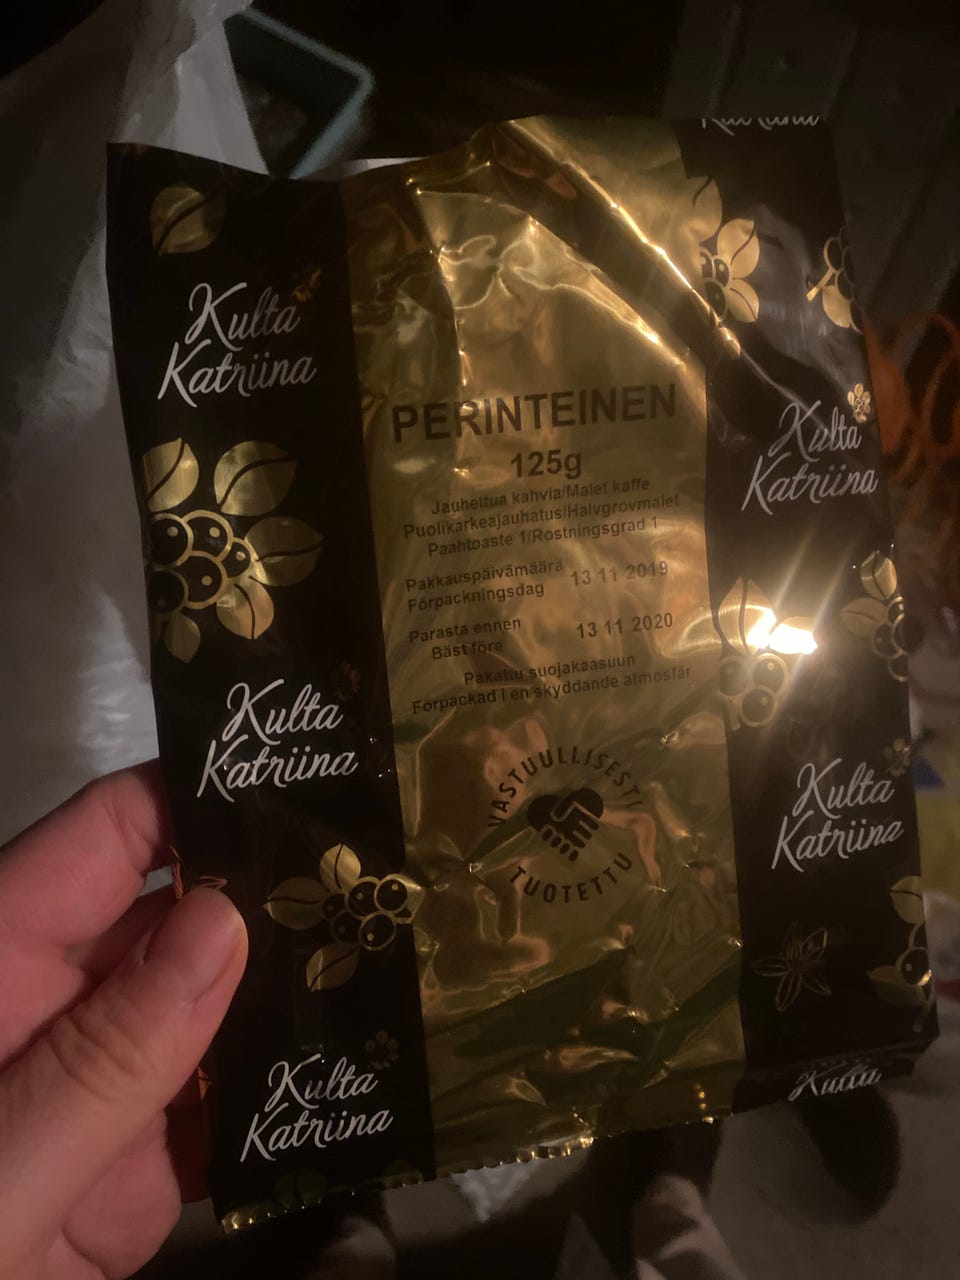 Kulta
Katriina
Kulta
Katriina
Kulta
Katriina
PERINTEINEN
125g
Jauhettua kahvia/Malet kaffe
Puolikarkeajauhatus/Halvgrovmalet
Paahtoaste 1/Rostningsgrad 1
Pakkauspäivämäärä 13 11 2019
Förpackningsdag
Parasta ennen 13 11 2020
Bäst före
Pakattu suojakaasuun
Förpackad i en skyddande atmosfär
VASTUULLISESTI
TUOTETTU
Katriina
Kulta
Katriina
Kulta
Katriina
Kulta